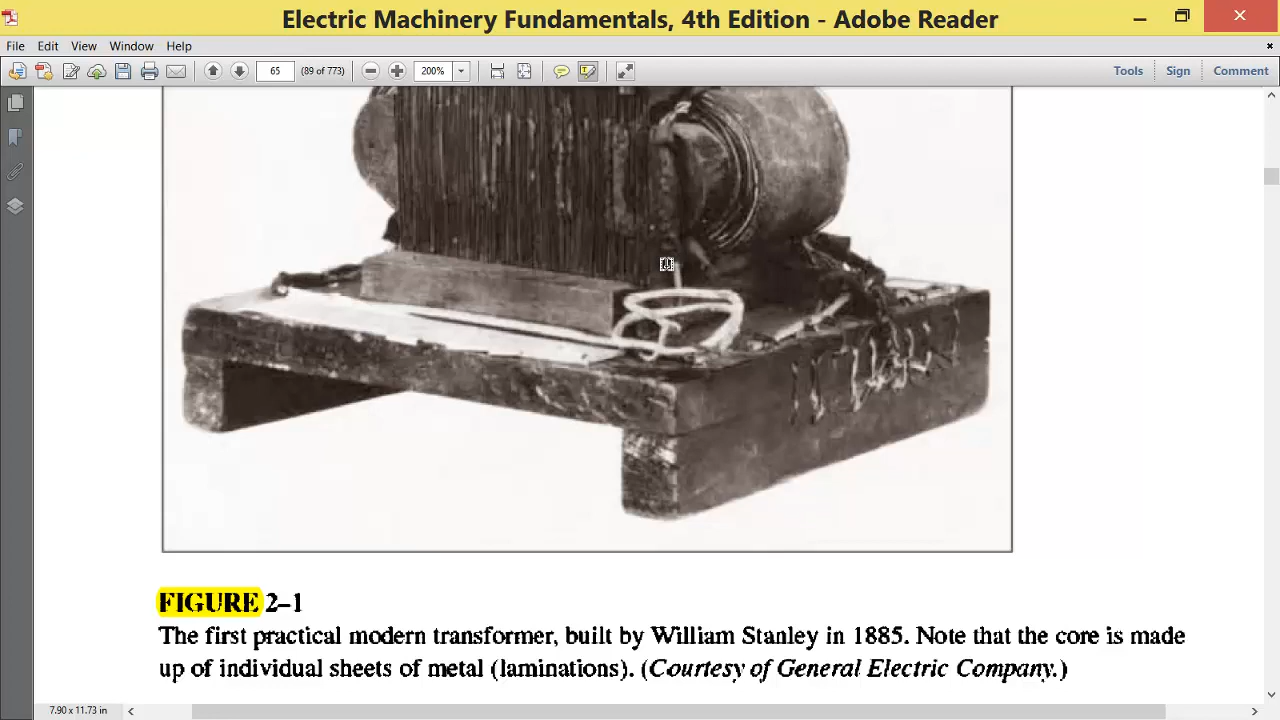 Electric Machinery Fundamentals, 4th Edition - Adobe Reader
File Edit View Window Help
65 (89 of 773) 200% Tools Sign Comment
FIGURE 2–1
The first practical modern transformer, built by William Stanley in 1885. Note that the core is made
up of individual sheets of metal (laminations). (Courtesy of General Electric Company.)
7.90 x 11.73 in